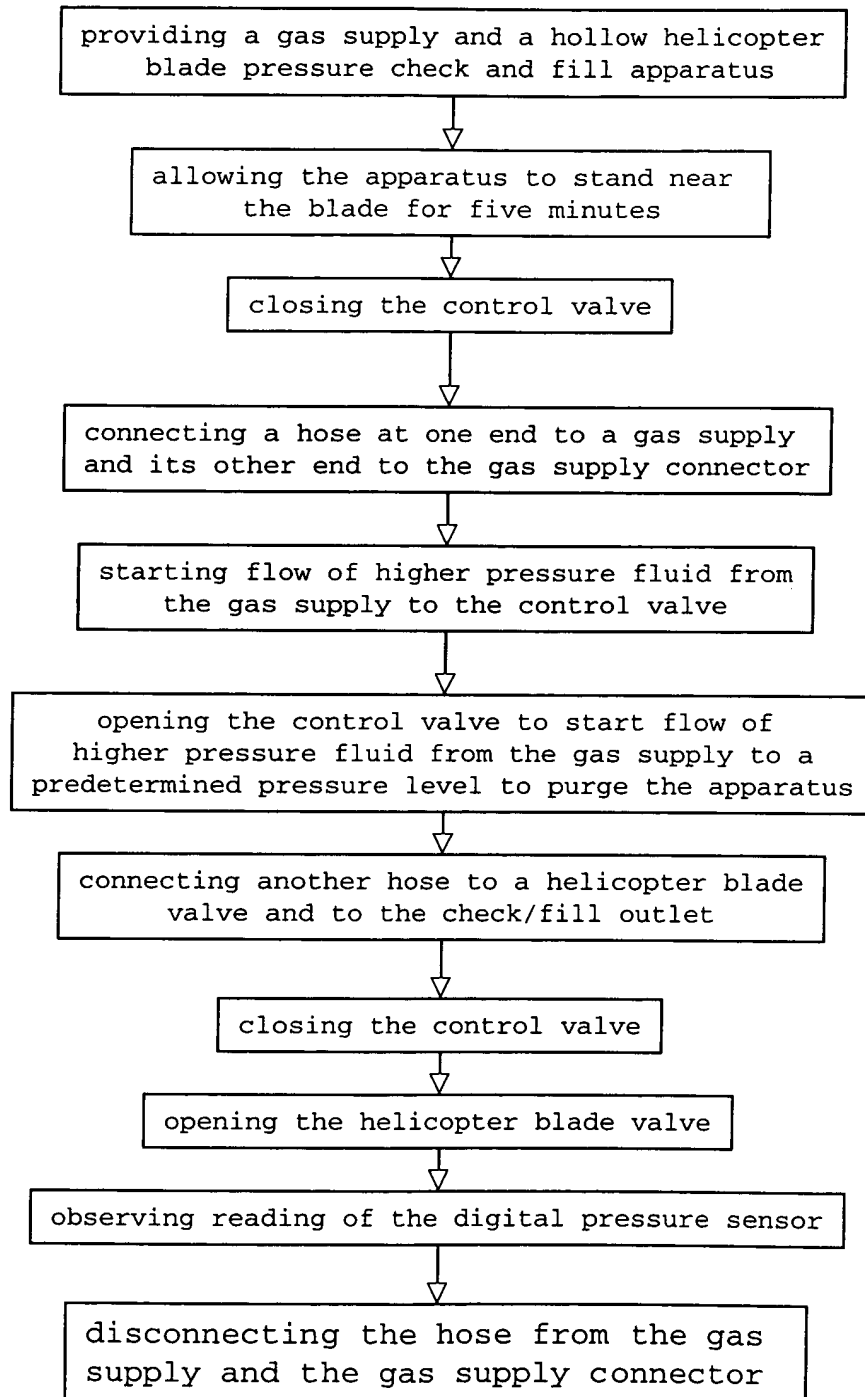 providing a gas supply and a hollow helicopter
blade pressure check and fill apparatus
allowing the apparatus to stand near
the blade for five minutes
closing the control valve
connecting a hose at one end to a gas supply
and its other end to the gas supply connector
starting flow of higher pressure fluid from
the gas supply to the control valve
opening the control valve to start flow of
higher pressure fluid from the gas supply to a
predetermined pressure level to purge the apparatus
connecting another hose to a helicopter blade
valve and to the check/fill outlet
closing the control valve
opening the helicopter blade valve
observing reading of the digital pressure sensor
disconnecting the hose from the gas
supply and the gas supply connector